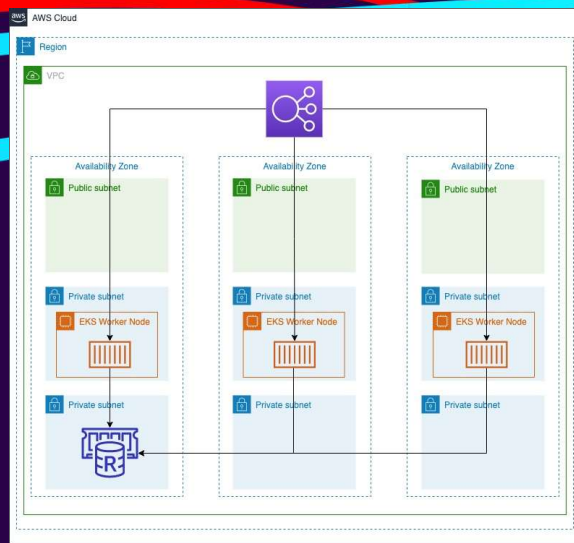 aws
AWS Cloud
Region
VPC
Availability Zone
Availability Zone
Availability Zone
Public subnet
Public subnet
Public subnet
Private subnet
Private subnet
Private subnet
EKS Worker Node
EKS Worker Node
EKS Worker Node
Private subnet
Private subnet
Private subnet
R